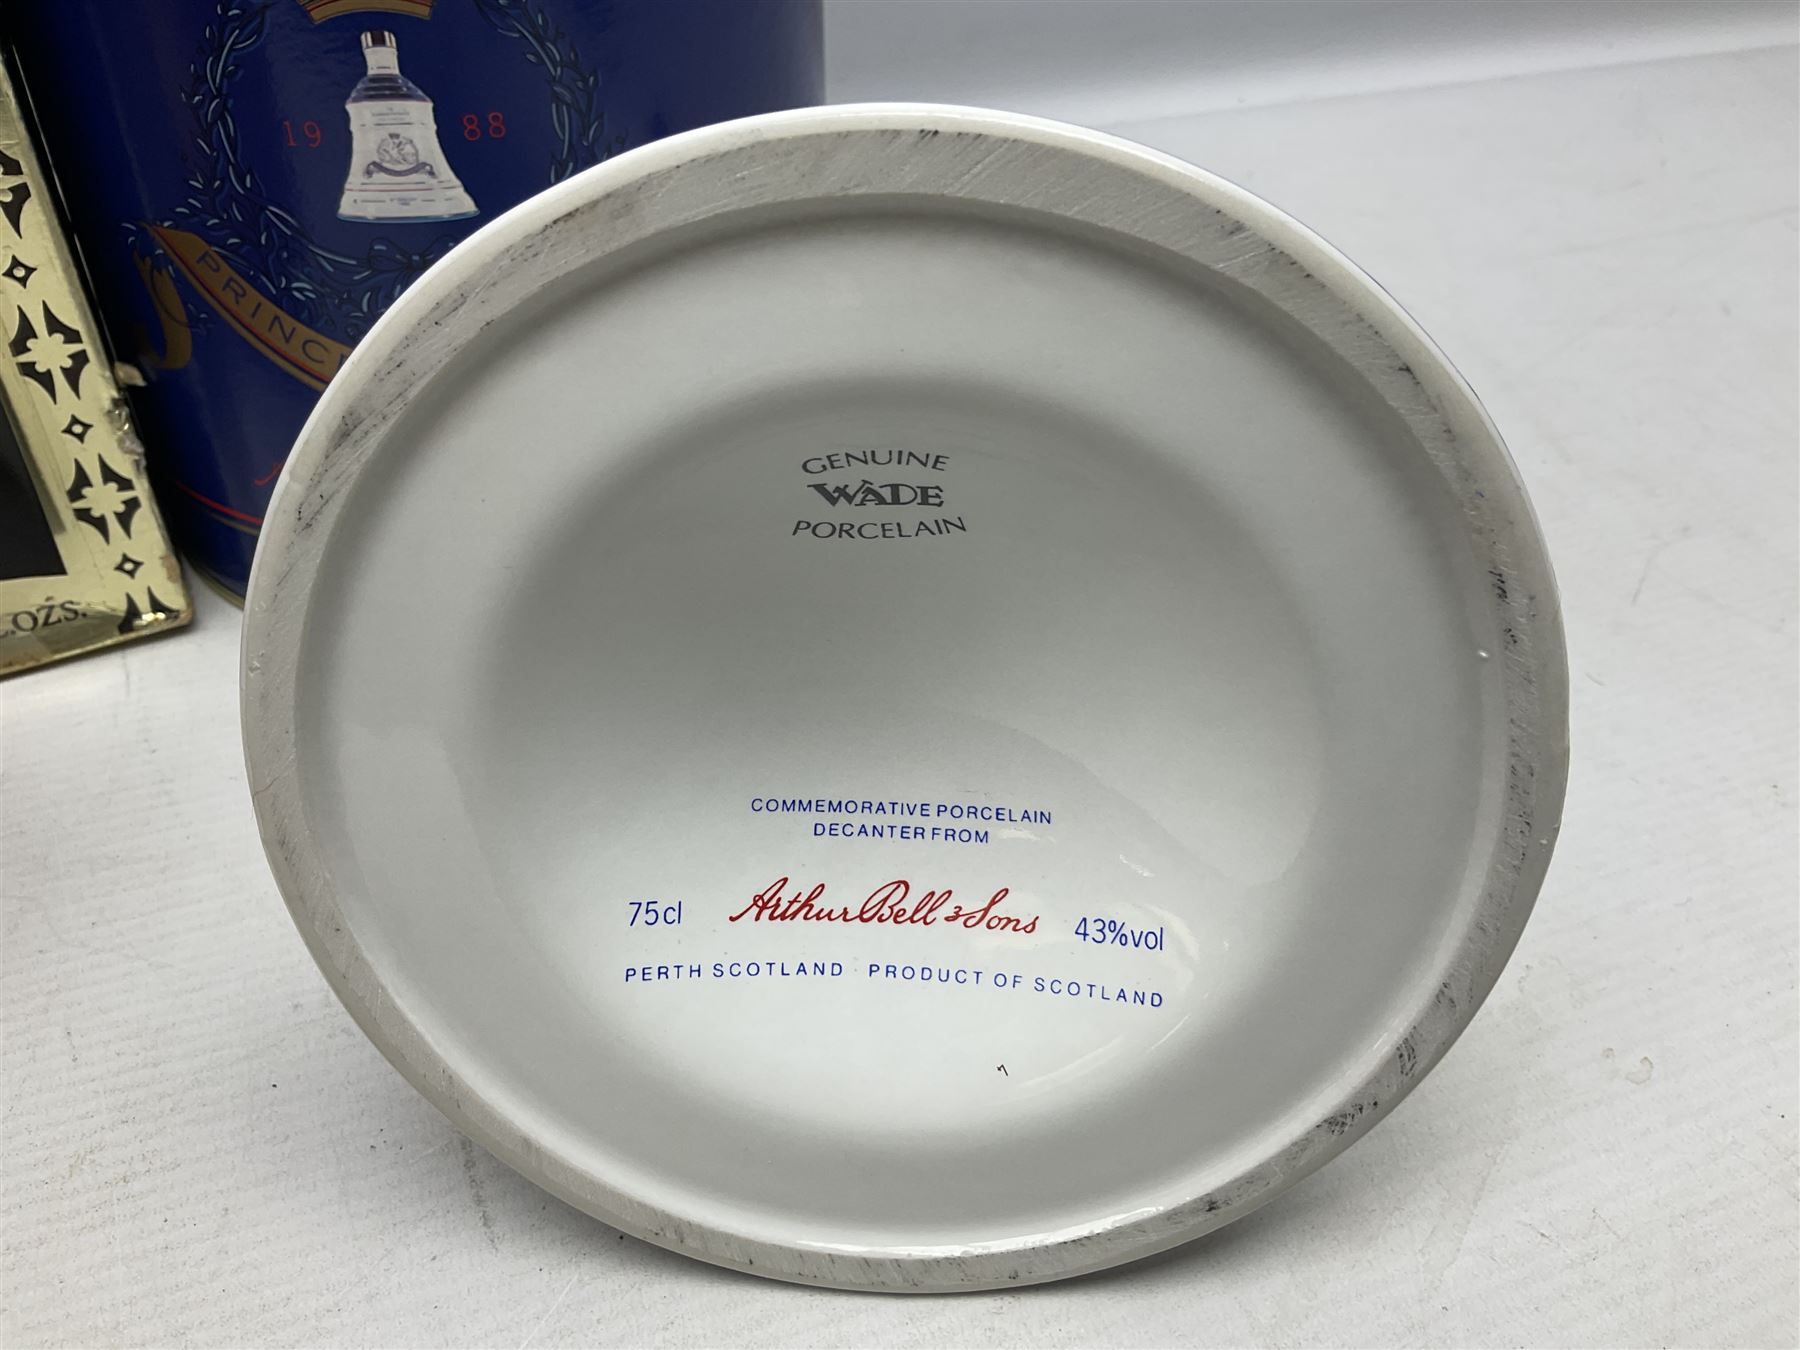 19 88
PRINC
GENUINE
WADE
PORCELAIN
COMMEMORATIVE PORCELAIN
DECANTER FROM
75cl Arthur Bell & Sons 43%vol
PERTH SCOTLAND · PRODUCT OF SCOTLAND
.OZS.